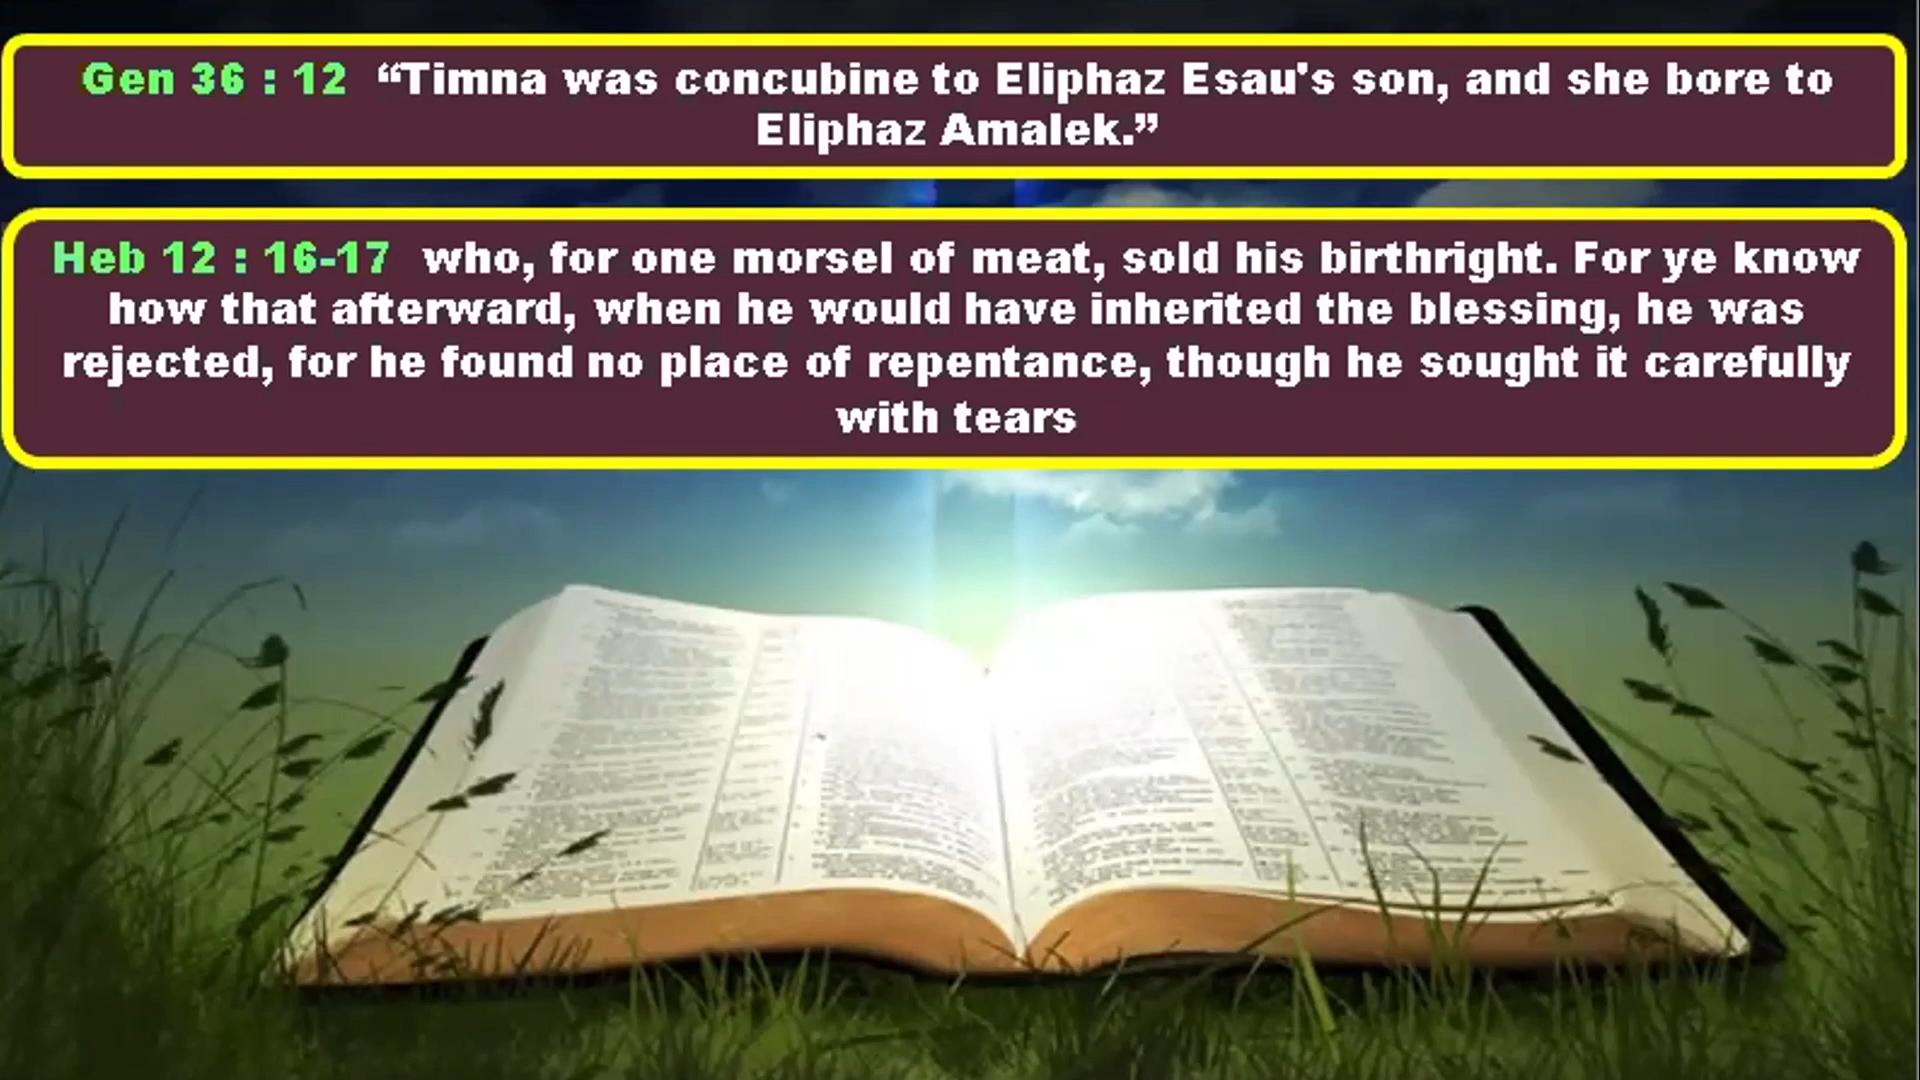 Gen 36 : 12 “Timna was concubine to Eliphaz Esau's son, and she bore to
Eliphaz Amalek.”
Heb 12 : 16-17 who, for one morsel of meat, sold his birthright. For ye know
how that afterward, when he would have inherited the blessing, he was
rejected, for he found no place of repentance, though he sought it carefully
with tears